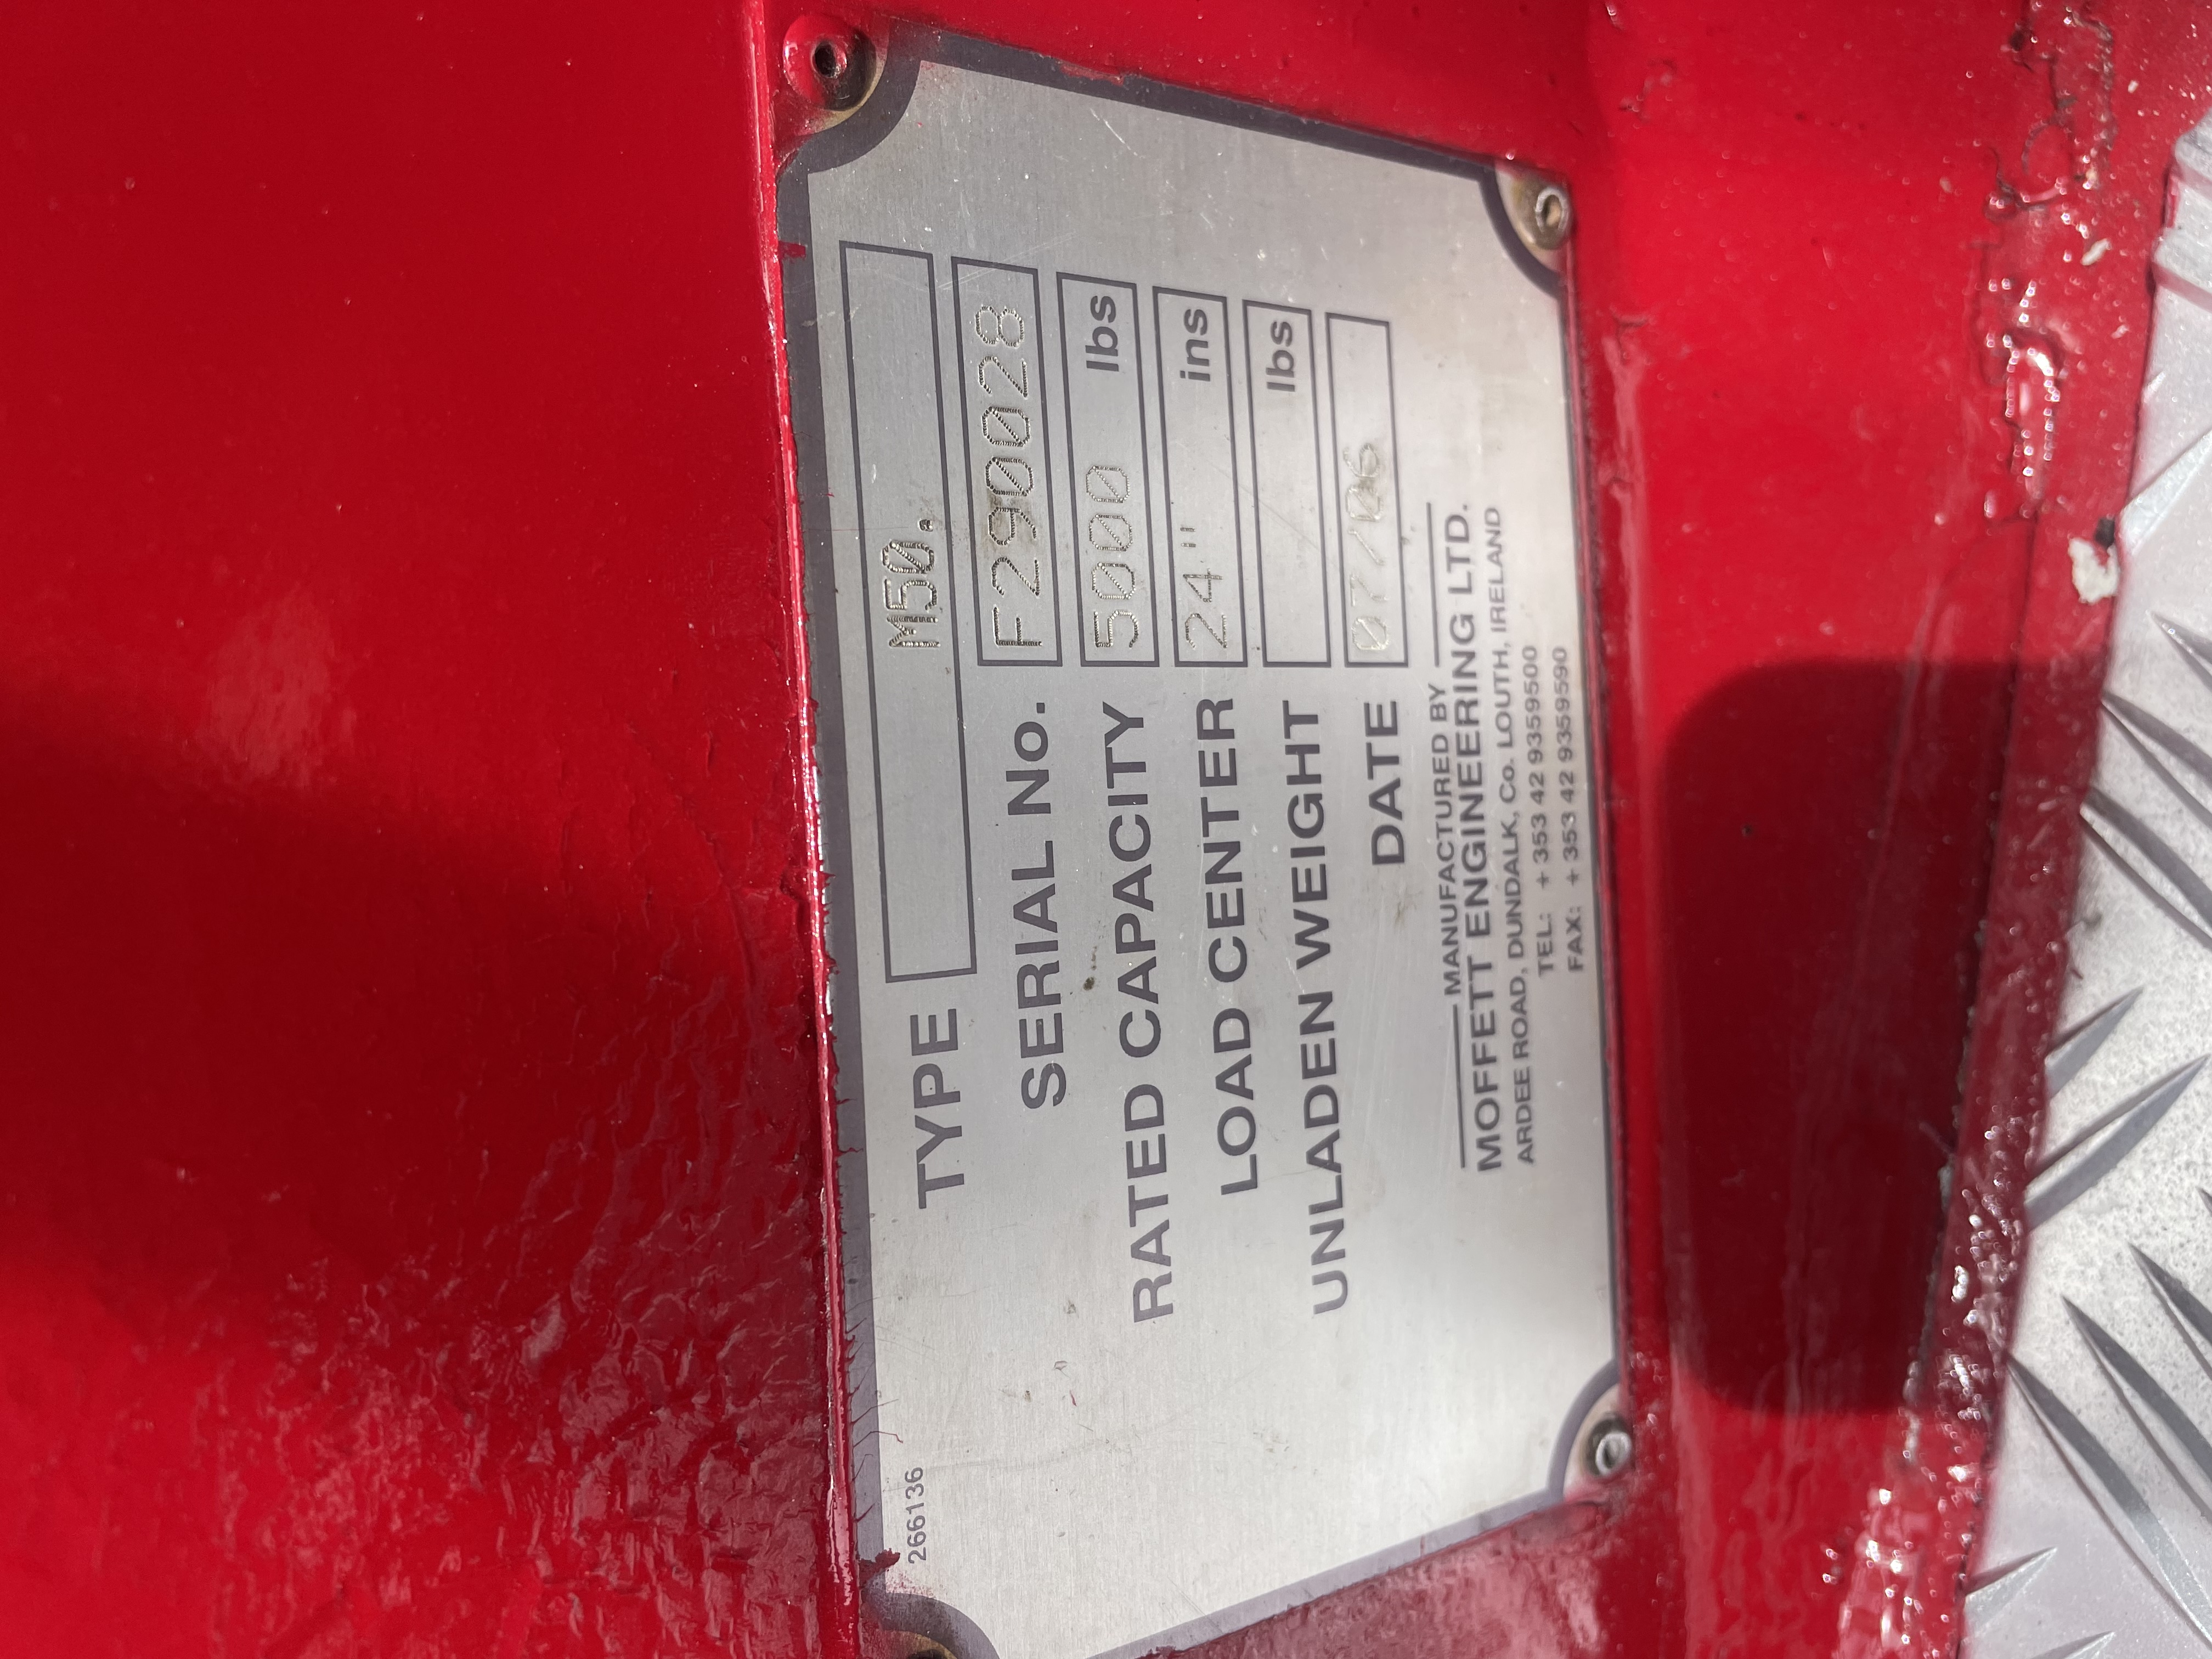 266136
TYPE M50.
SERIAL No. F290028
RATED CAPACITY 5000 lbs
LOAD CENTER 24" ins
UNLADEN WEIGHT lbs
DATE 07/06
MANUFACTURED BY
MOFFETT ENGINEERING LTD.
ARDEE ROAD, DUNDALK, Co. LOUTH, IRELAND
TEL.: +353 42 9359500
FAX.: +353 42 9359590